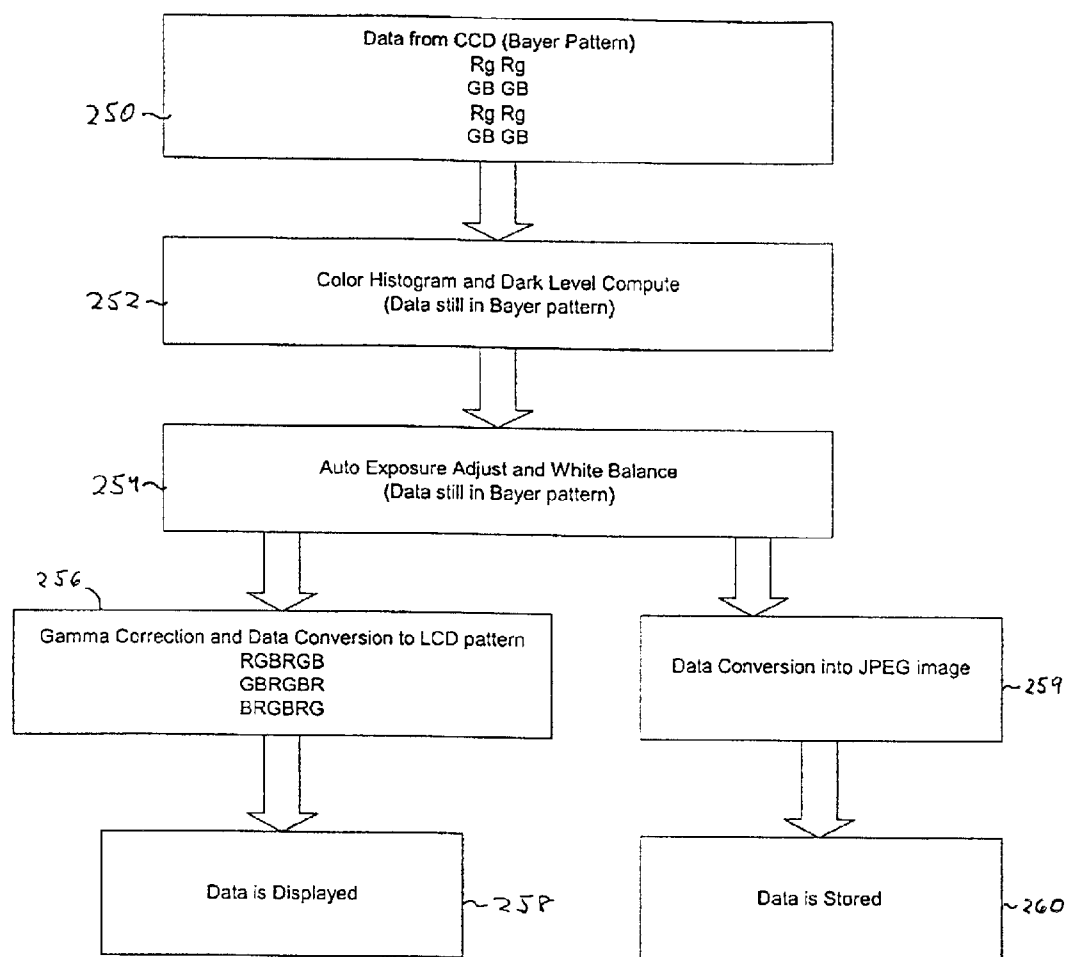 Data from CCD (Bayer Pattern)
Rg Rg
GB GB
Rg Rg
GB GB
250
Color Histogram and Dark Level Compute
(Data still in Bayer pattern)
252
Auto Exposure Adjust and White Balance
(Data still in Bayer pattern)
254
256
Gamma Correction and Data Conversion to LCD pattern
RGBRGB
GBRGBR
BRGBRG
Data Conversion into JPEG image
259
Data is Displayed
258
Data is Stored
260